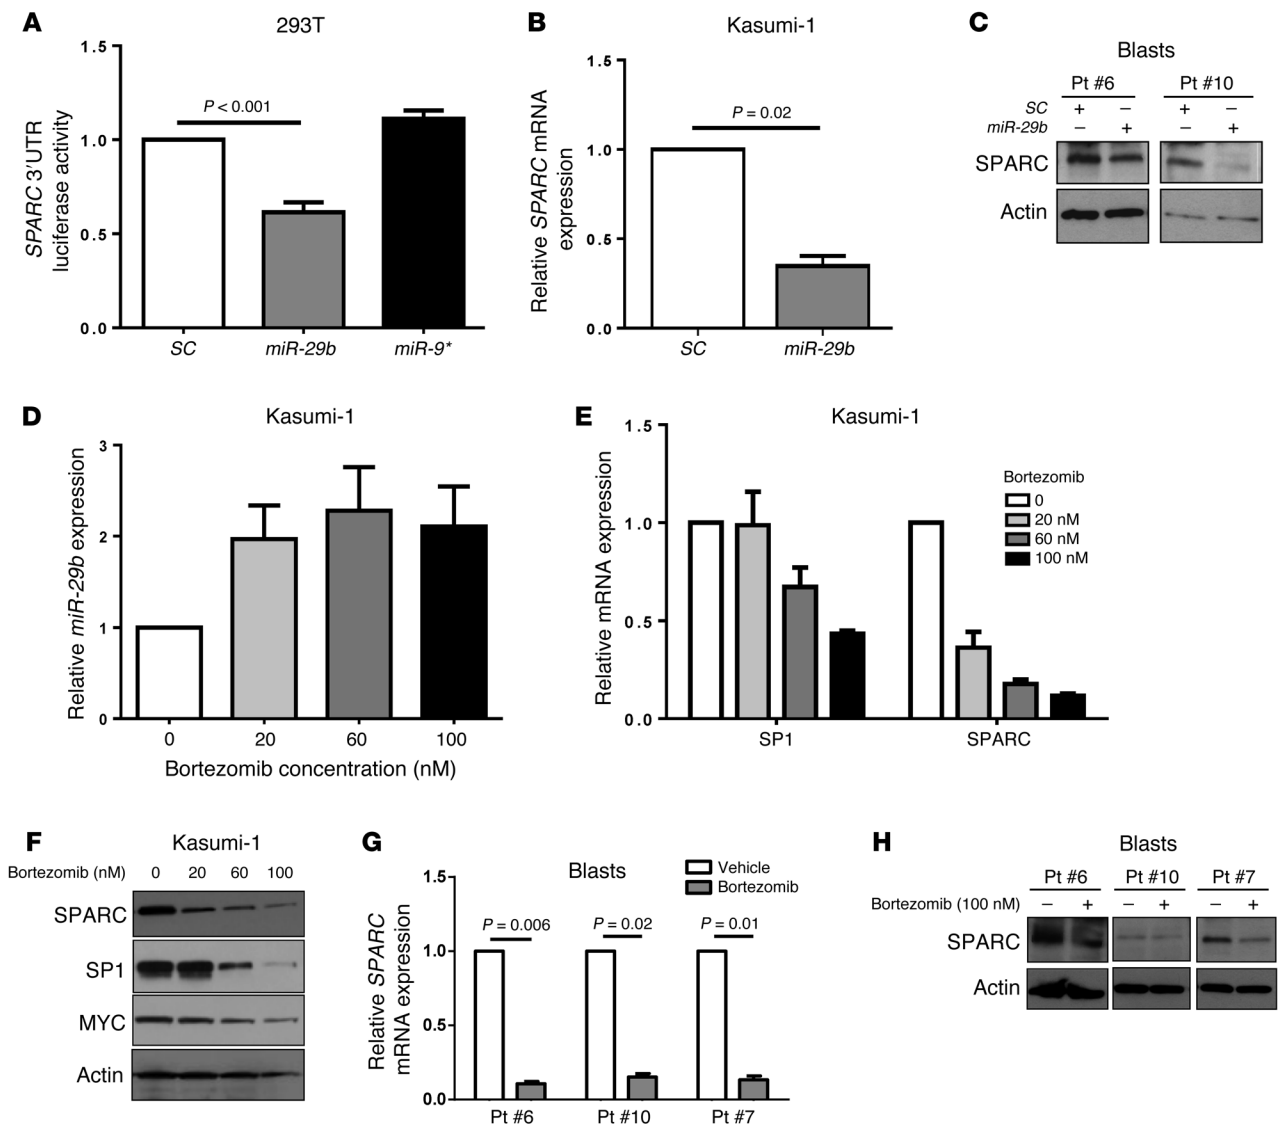 A
293T
SPARC 3'UTR
luciferase activity
1.5
1.0
0.5
0.0
P < 0.001
SC
miR-29b
miR-9*
B
Kasumi-1
Relative SPARC mRNA
expression
1.5
1.0
0.5
0.0
P = 0.02
SC
miR-29b
C
Blasts
Pt #6
Pt #10
SC + − + −
miR-29b − + − +
SPARC
Actin
D
Kasumi-1
Relative miR-29b expression
3
2
1
0
0
20
60
100
Bortezomib concentration (nM)
E
Kasumi-1
Relative mRNA expression
1.5
1.0
0.5
0.0
SP1
SPARC
Bortezomib
0
20 nM
60 nM
100 nM
F
Kasumi-1
Bortezomib (nM) 0 20 60 100
SPARC
SP1
MYC
Actin
G
Blasts
Vehicle
Bortezomib
Relative SPARC
mRNA expression
1.5
1.0
0.5
0.0
P = 0.006
P = 0.02
P = 0.01
Pt #6
Pt #10
Pt #7
H
Blasts
Pt #6
Pt #10
Pt #7
Bortezomib (100 nM) − + − + − +
SPARC
Actin